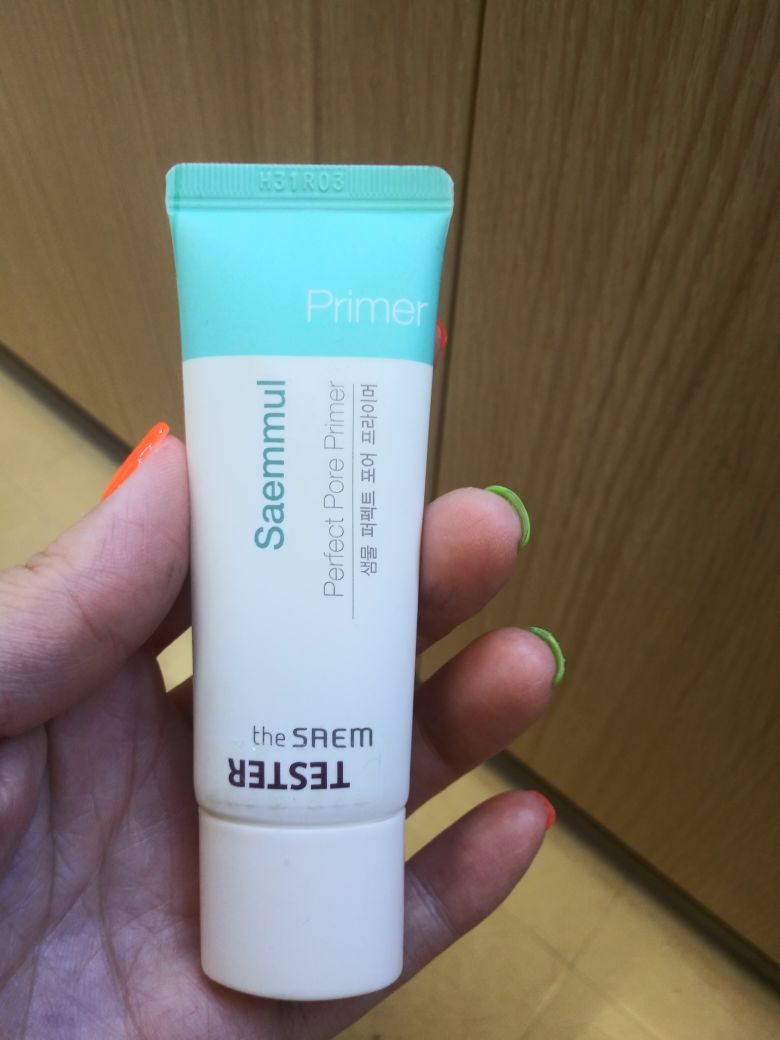 H31R03
Primer
Saemmul
Perfect Pore Primer
샘물 퍼펙트 포어 프라이머
the SAEM
TESTER